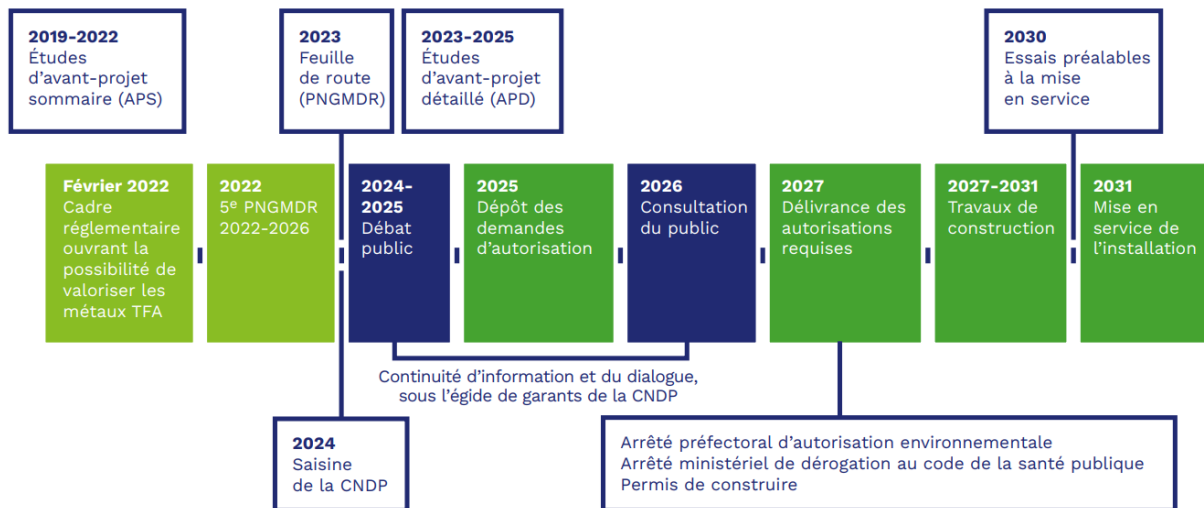 2019-2022
Études
d’avant-projet
sommaire (APS)
2023
Feuille
de route
(PNGMDR)
2023-2025
Études
d’avant-projet
détaillé (APD)
2030
Essais préalables
à la mise
en service
Février 2022
Cadre
réglementaire
ouvrant la
possibilité de
valoriser les
métaux TFA
2022
5e PNGMDR
2022-2026
2024-
2025
Débat
public
2025
Dépôt des
demandes
d’autorisation
2026
Consultation
du public
2027
Délivrance des
autorisations
requises
2027-2031
Travaux de
construction
2031
Mise en
service de
l’installation
Continuité d’information et du dialogue,
sous l’égide de garants de la CNDP
2024
Saisine
de la CNDP
Arrêté préfectoral d’autorisation environnementale
Arrêté ministériel de dérogation au code de la santé publique
Permis de construire